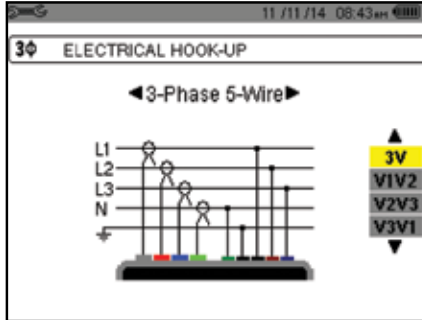 11/11/14 08:43am
3Φ ELECTRICAL HOOK-UP
◄3-Phase 5-Wire►
L1
L2
L3
N
3V
V1V2
V2V3
V3V1